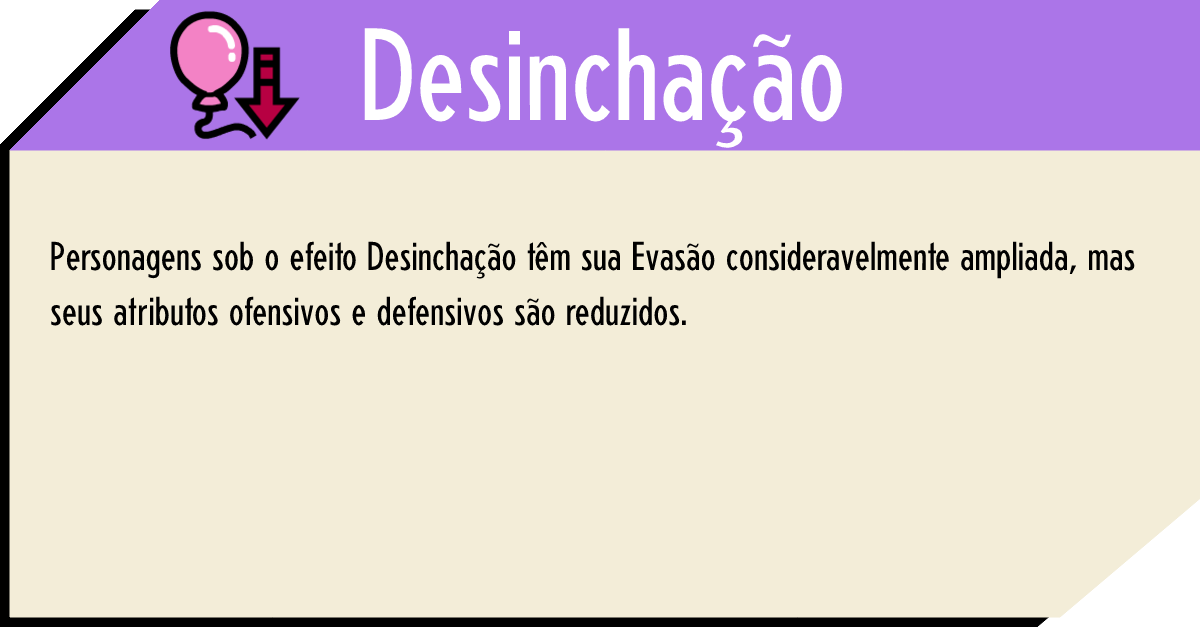 Desinchação
Personagens sob o efeito Desinchação têm sua Evasão consideravelmente ampliada, mas
seus atributos ofensivos e defensivos são reduzidos.